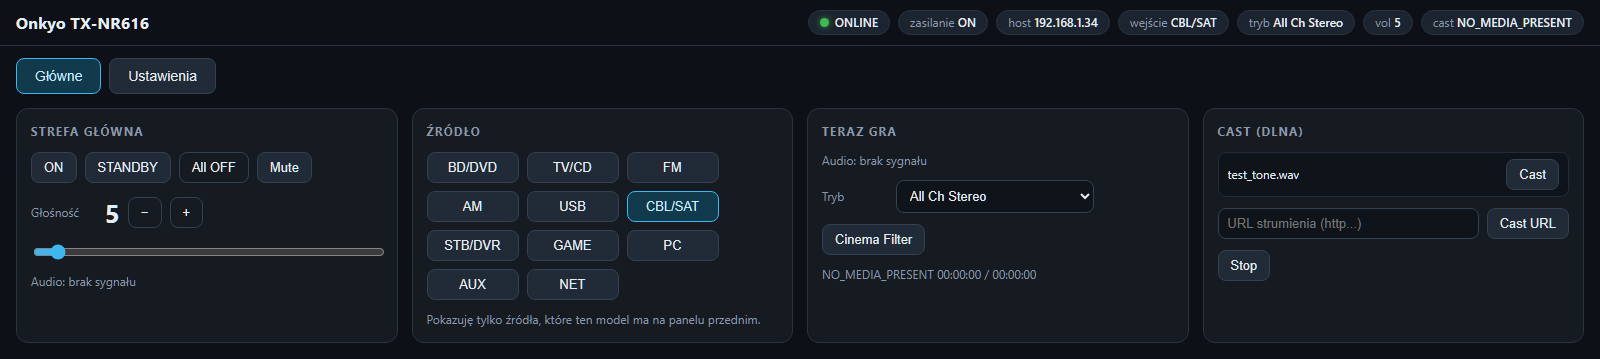 Onkyo TX-NR616
ONLINE
zasilanie ON
host 192.168.1.34
wejście CBL/SAT
tryb All Ch Stereo
vol 5
cast NO_MEDIA_PRESENT
Główne
Ustawienia
STREFA GŁÓWNA
ON
STANDBY
All OFF
Mute
Głośność 5 − +
Audio: brak sygnału
ŹRÓDŁO
BD/DVD
TV/CD
FM
AM
USB
CBL/SAT
STB/DVR
GAME
PC
AUX
NET
Pokazuję tylko źródła, które ten model ma na panelu przednim.
TERAZ GRA
Audio: brak sygnału
Tryb
All Ch Stereo
Cinema Filter
NO_MEDIA_PRESENT 00:00:00 / 00:00:00
CAST (DLNA)
test_tone.wav
Cast
URL strumienia (http...)
Cast URL
Stop